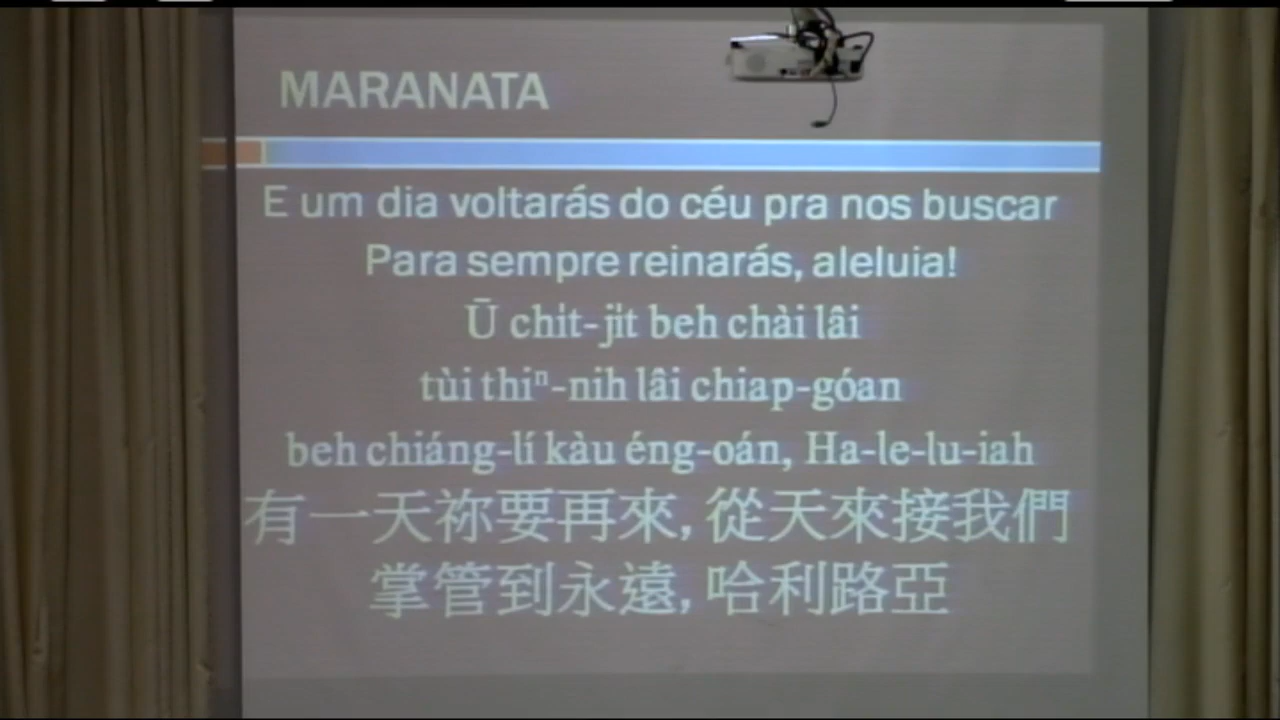 MARANATA
E um dia voltarás do céu pra nos buscar
Para sempre reinarás, aleluia!
Ū chi̍t-ji̍t beh chài lâi
tùi thiⁿ-nih lâi chiap-góan
beh chiáng-lí kàu éng-oán, Ha-le-lu-iah
有一天祢要再來, 從天來接我們
掌管到永遠, 哈利路亞